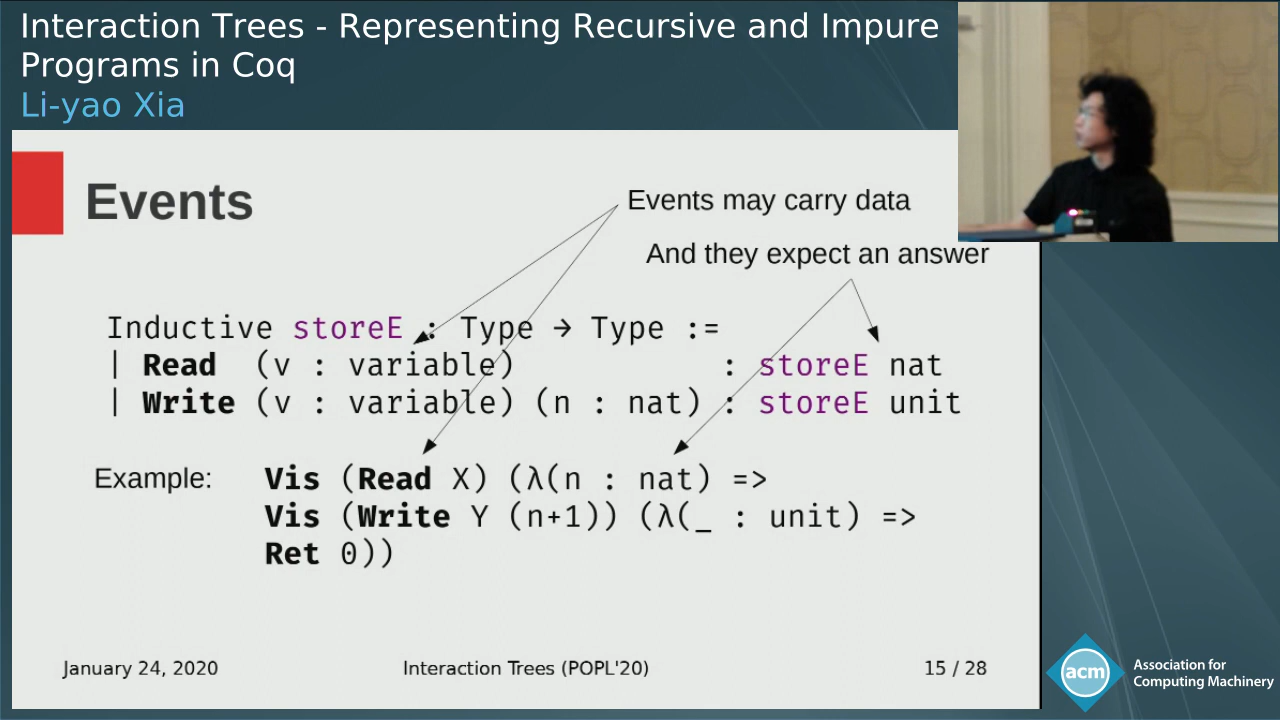 Interaction Trees - Representing Recursive and Impure
Programs in Coq
Li-yao Xia
Events
Events may carry data
And they expect an answer
Inductive storeE : Type → Type :=
| Read (v : variable) : storeE nat
| Write (v : variable) (n : nat) : storeE unit
Example: Vis (Read X) (λ(n : nat) =>
Vis (Write Y (n+1)) (λ(_ : unit) =>
Ret 0))
January 24, 2020 Interaction Trees (POPL'20) 15 / 28
acm Association for
Computing Machinery